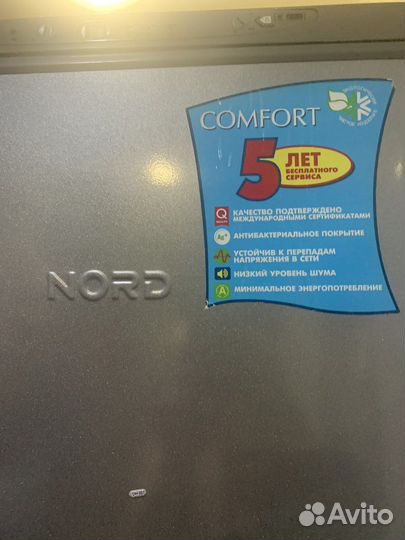 COMFORT
5 ЛЕТ
БЕСПЛАТНОГО
СЕРВИСА
Q
КАЧЕСТВО ПОДТВЕРЖДЕНО
МЕЖДУНАРОДНЫМИ СЕРТИФИКАТАМИ
Ag+
АНТИБАКТЕРИАЛЬНОЕ ПОКРЫТИЕ
УСТОЙЧИВ К ПЕРЕПАДАМ
НАПРЯЖЕНИЯ В СЕТИ
НИЗКИЙ УРОВЕНЬ ШУМА
A
МИНИМАЛЬНОЕ ЭНЕРГОПОТРЕБЛЕНИЕ
NORD
Avito